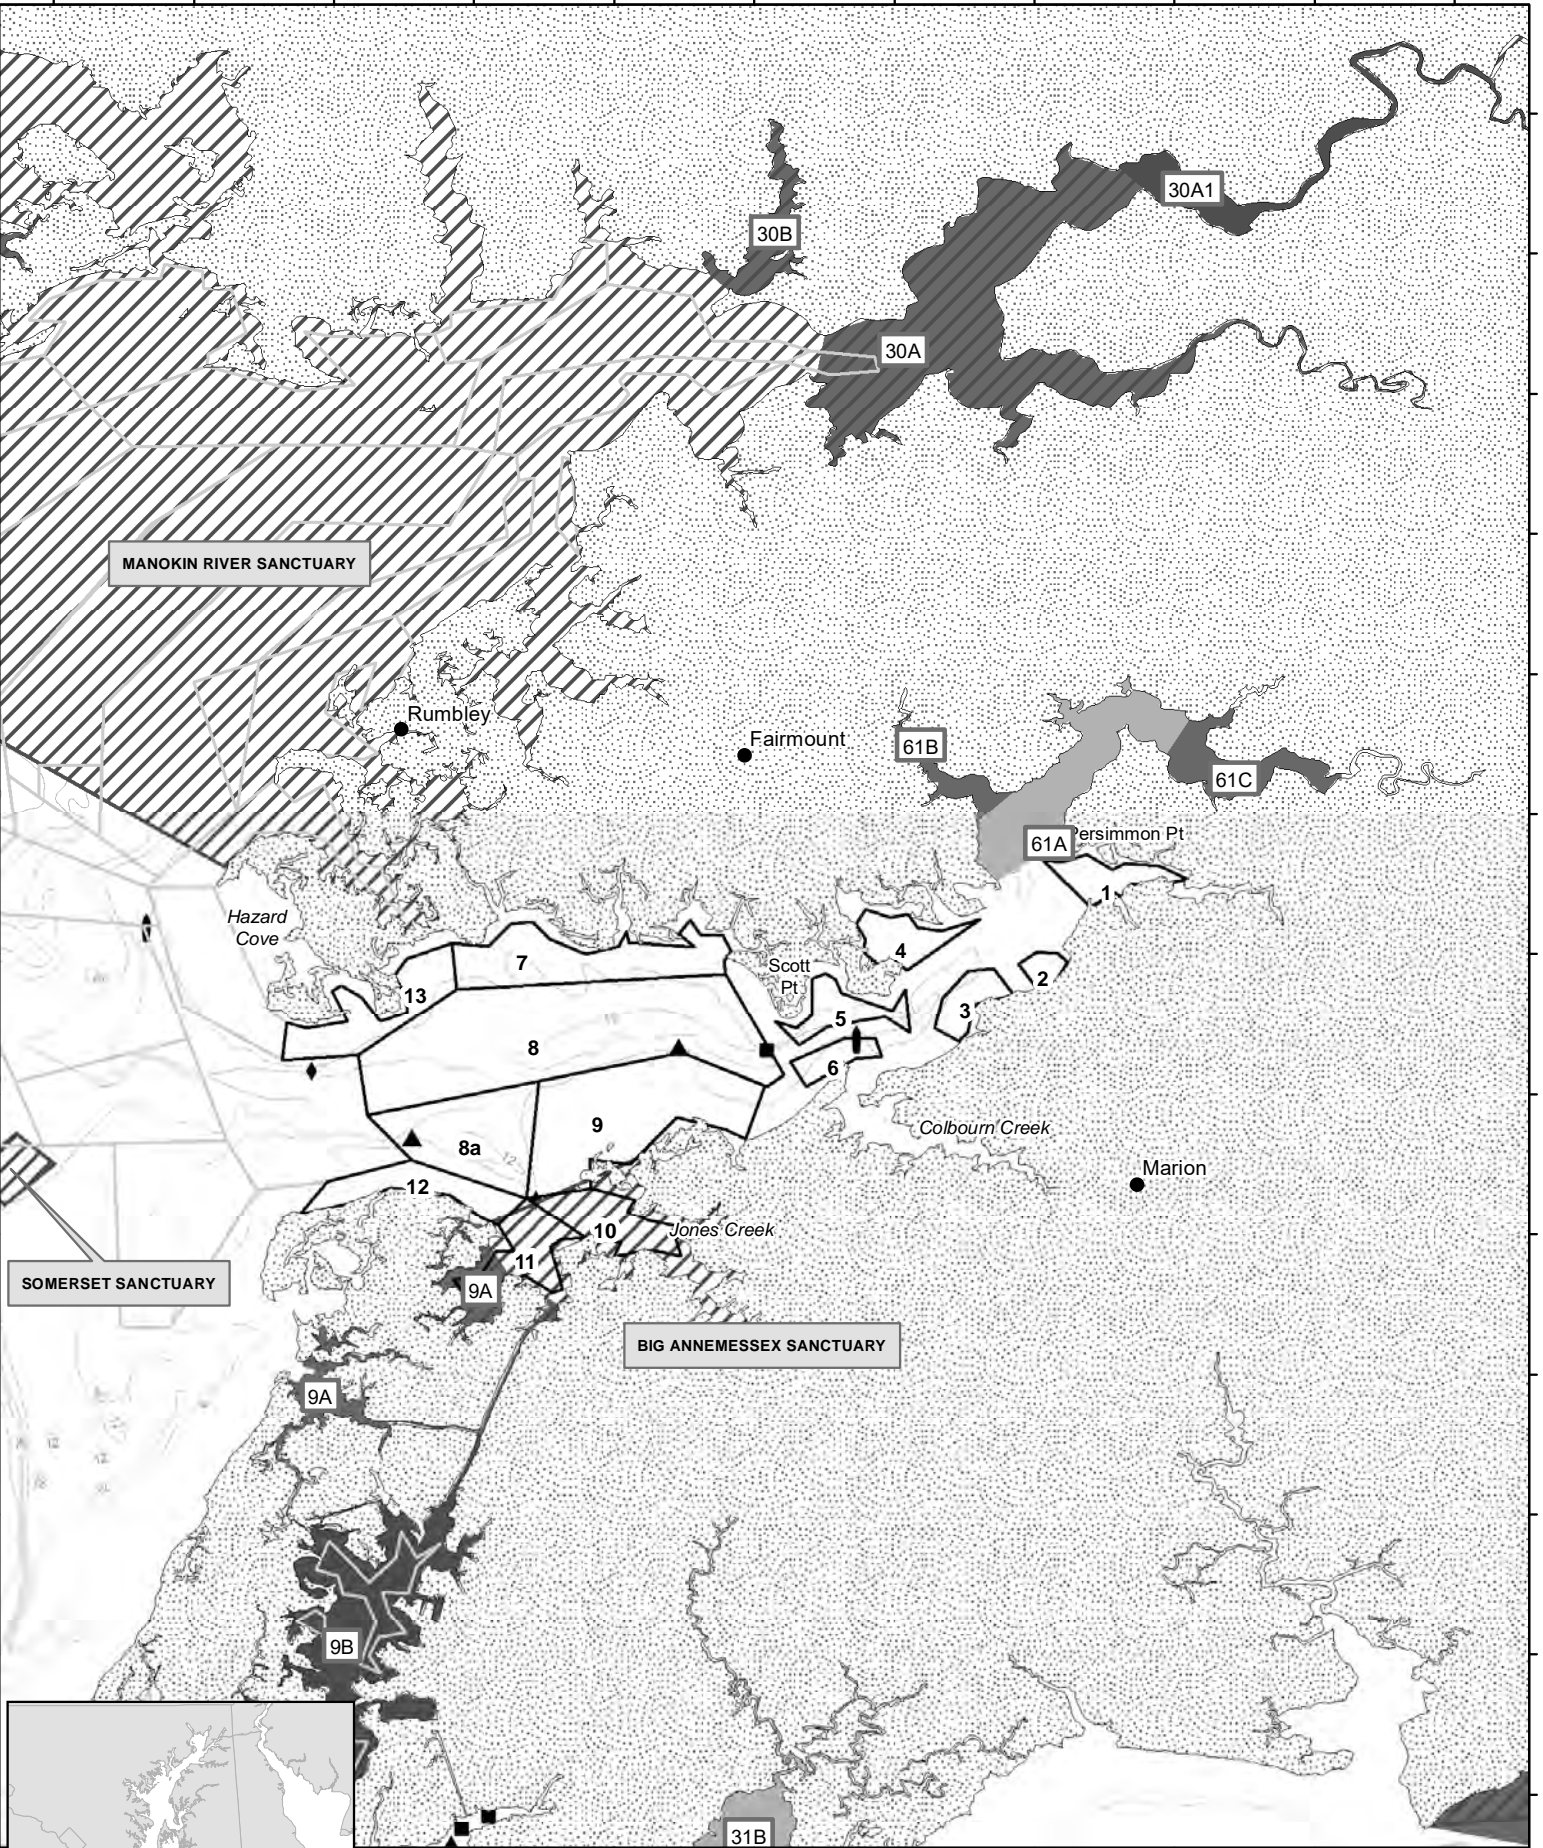 30A1
30B
30A
MANOKIN RIVER SANCTUARY
Rumbley
Fairmount
61B
61C
Persimmon Pt
61A
1
Hazard
Cove
4
7
Scott
Pt
2
13
3
5
8
6
9
Colbourn Creek
8a
12
Marion
12
10
Jones Creek
11
SOMERSET SANCTUARY
9A
BIG ANNEMESSEX SANCTUARY
9A
12
9B
31B